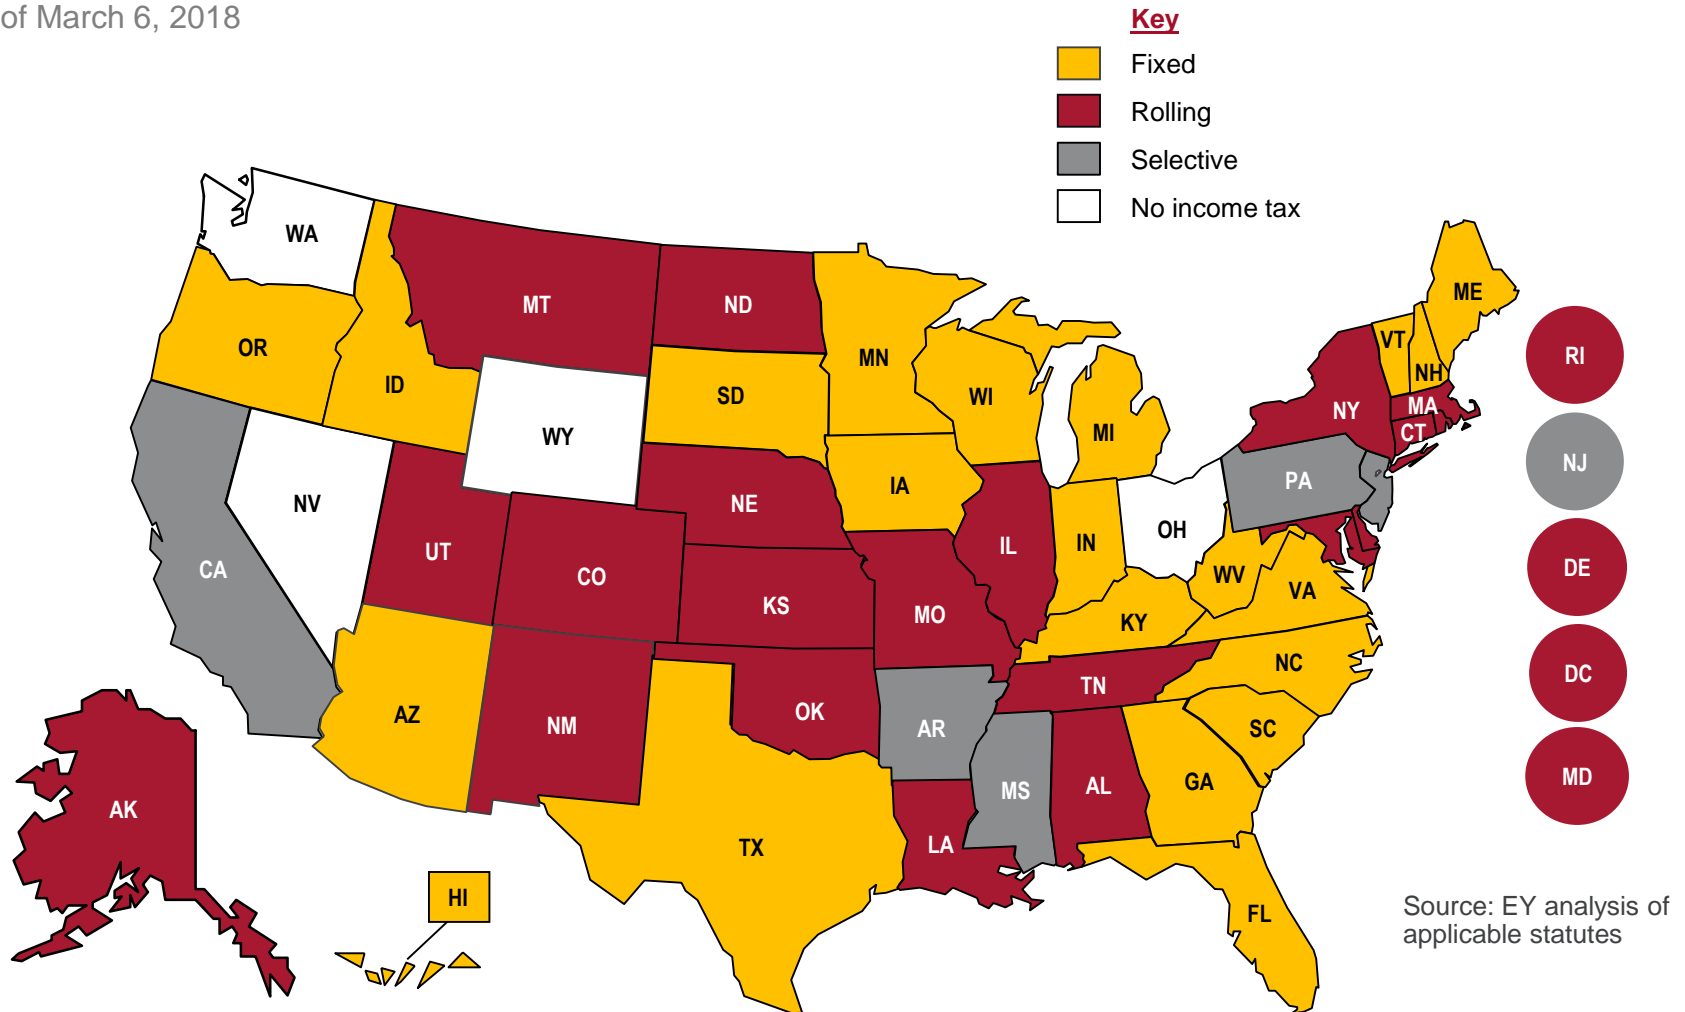 of March 6, 2018
Key
Fixed
Rolling
Selective
No income tax
WA
OR
ID
MT
ND
MN
SD
WY
WI
MI
IA
NE
NV
UT
CO
CA
KS
MO
IL
IN
OH
PA
NY
VT
NH
ME
MA
CT
RI
NJ
DE
DC
MD
WV
VA
KY
NC
TN
SC
GA
AL
MS
AR
LA
OK
TX
NM
AZ
AK
HI
FL
Source: EY analysis of
applicable statutes